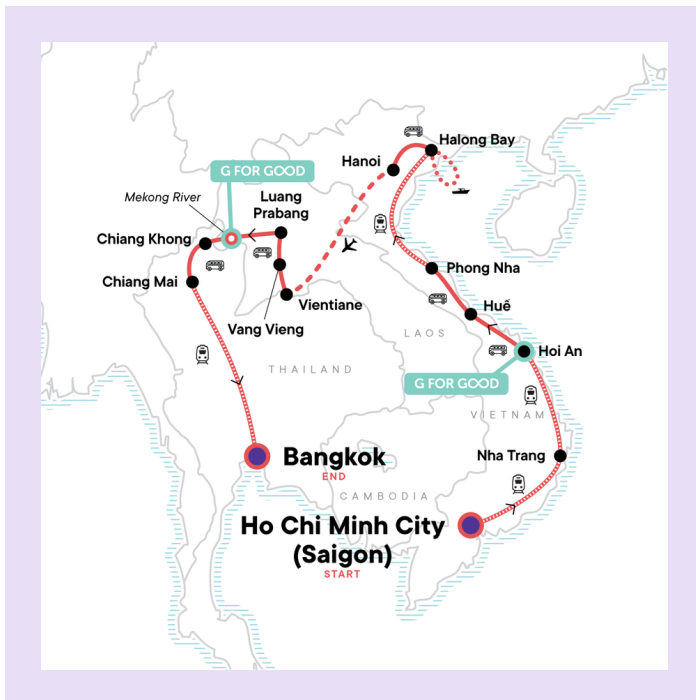 Halong Bay
Hanoi
G FOR GOOD
Mekong River
Luang
Prabang
Chiang Khong
Chiang Mai
Phong Nha
Vientiane
Huế
Vang Vieng
LAOS
Hoi An
THAILAND
G FOR GOOD
VIETNAM
Bangkok
END
Nha Trang
CAMBODIA
Ho Chi Minh City
(Saigon)
START